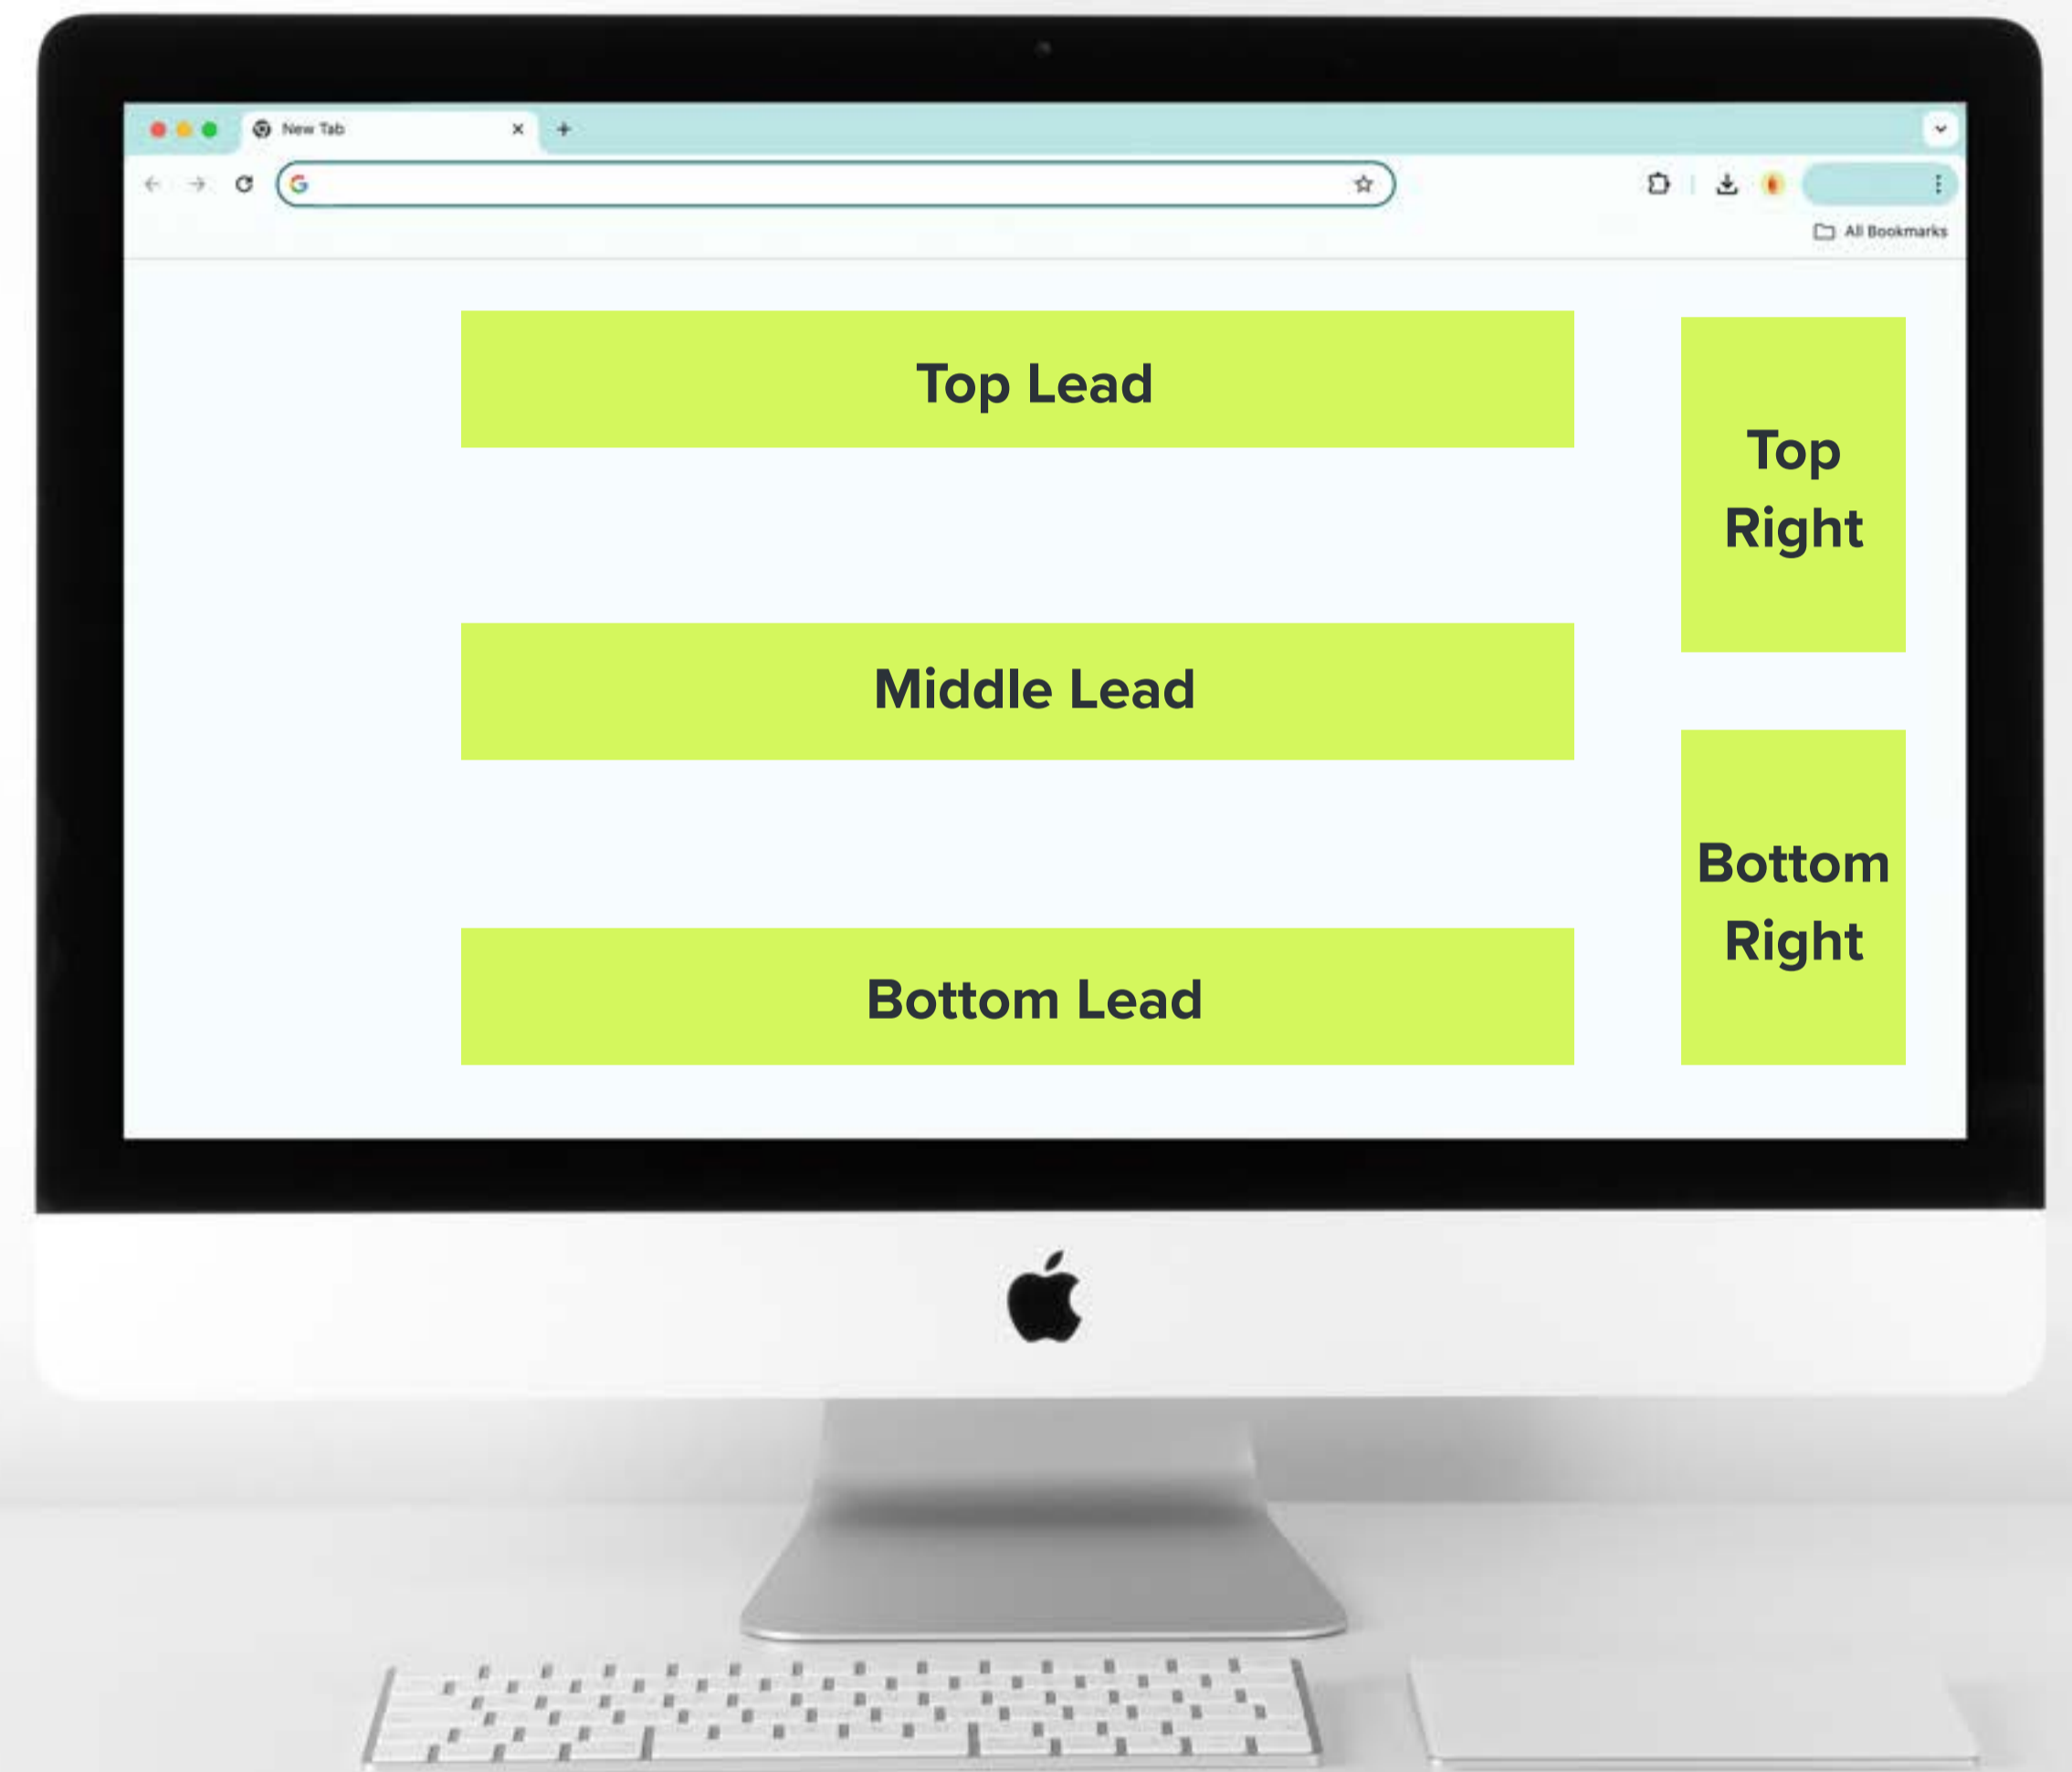 New Tab
All Bookmarks
Top Lead
Top
Right
Middle Lead
Bottom
Right
Bottom Lead